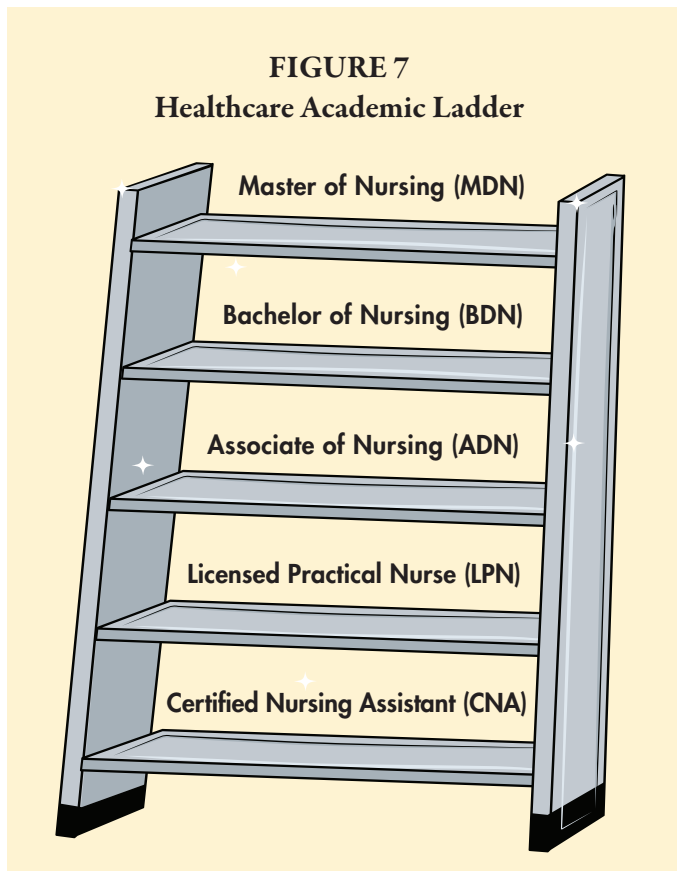 FIGURE 7
Healthcare Academic Ladder
Master of Nursing (MDN)
Bachelor of Nursing (BDN)
Associate of Nursing (ADN)
Licensed Practical Nurse (LPN)
Certified Nursing Assistant (CNA)